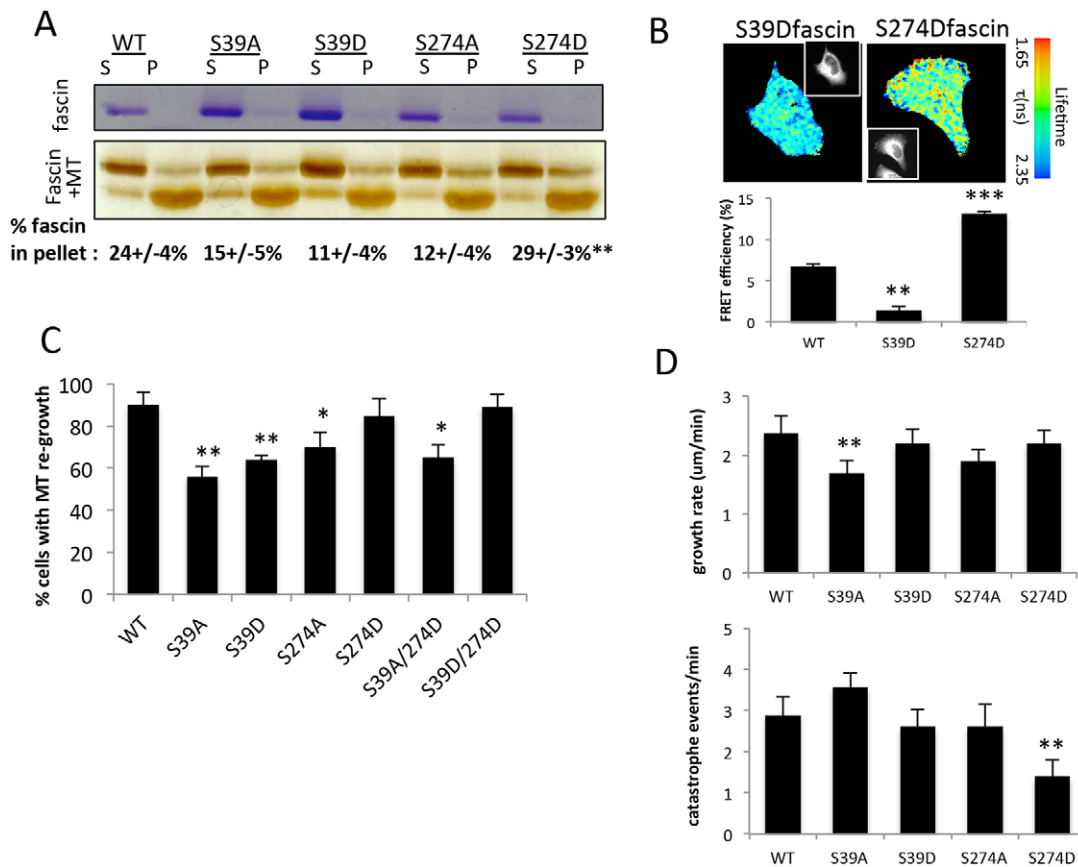 A
WT S39A S39D S274A S274D
S P S P S P S P S P
fascin
Fascin
+MT
% fascin
in pellet : 24+/-4% 15+/-5% 11+/-4% 12+/-4% 29+/-3%**
B
S39Dfascin S274Dfascin
1.65
2.35
τ(ns)
Lifetime
FRET efficiency (%)
15
10
5
0
***
**
WT S39D S274D
C
% cells with MT re-growth
100
80
60
40
20
0
** ** * *
WT S39A S39D S274A S274D S39A/274D S39D/274D
D
growth rate (um/min)
3
2
1
0
**
WT S39A S39D S274A S274D
catastrophe events/min
5
4
3
2
1
0
**
WT S39A S39D S274A S274D